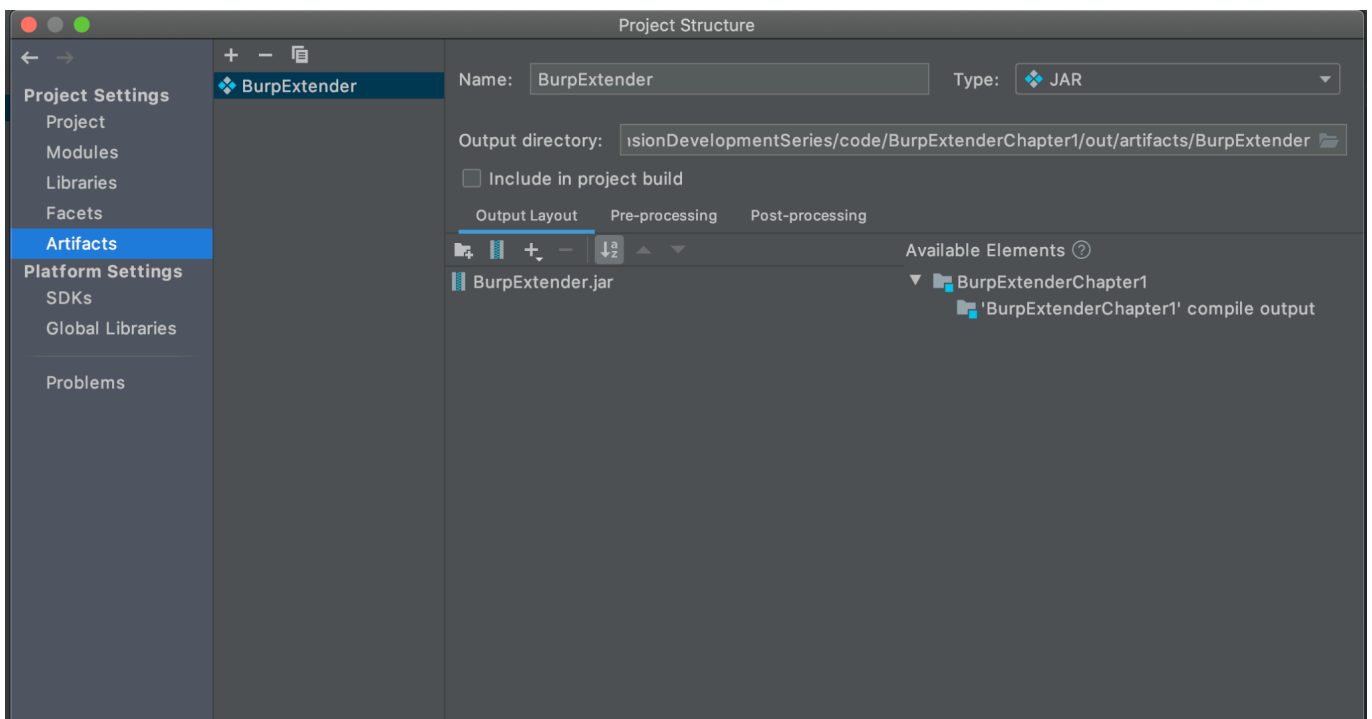 Project Structure
Project Settings
Project
Modules
Libraries
Facets
Artifacts
Platform Settings
SDKs
Global Libraries
Problems
BurpExtender
Name: BurpExtender Type: JAR
Output directory: sionDevelopmentSeries/code/BurpExtenderChapter1/out/artifacts/BurpExtender
Include in project build
Output Layout Pre-processing Post-processing
Available Elements ?
BurpExtender.jar
BurpExtenderChapter1
'BurpExtenderChapter1' compile output